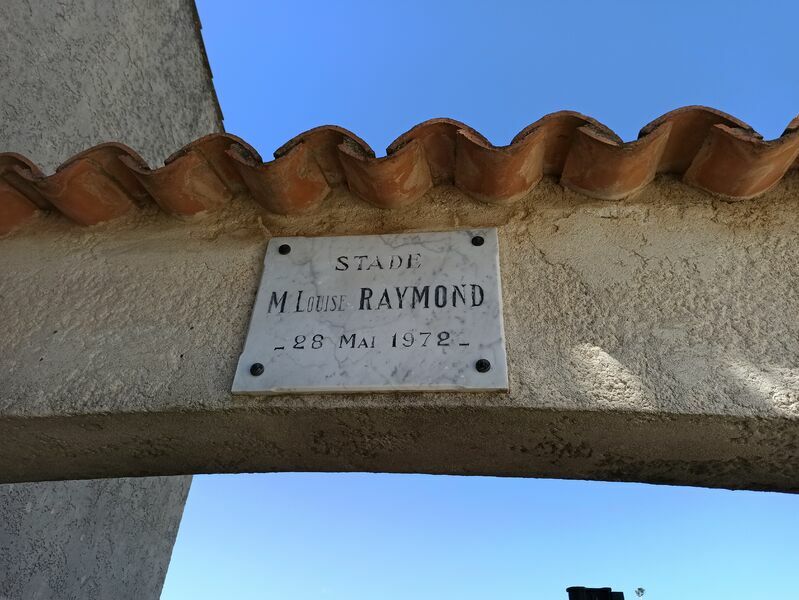 STADE
M LOUISE RAYMOND
- 28 MAI 1972 -